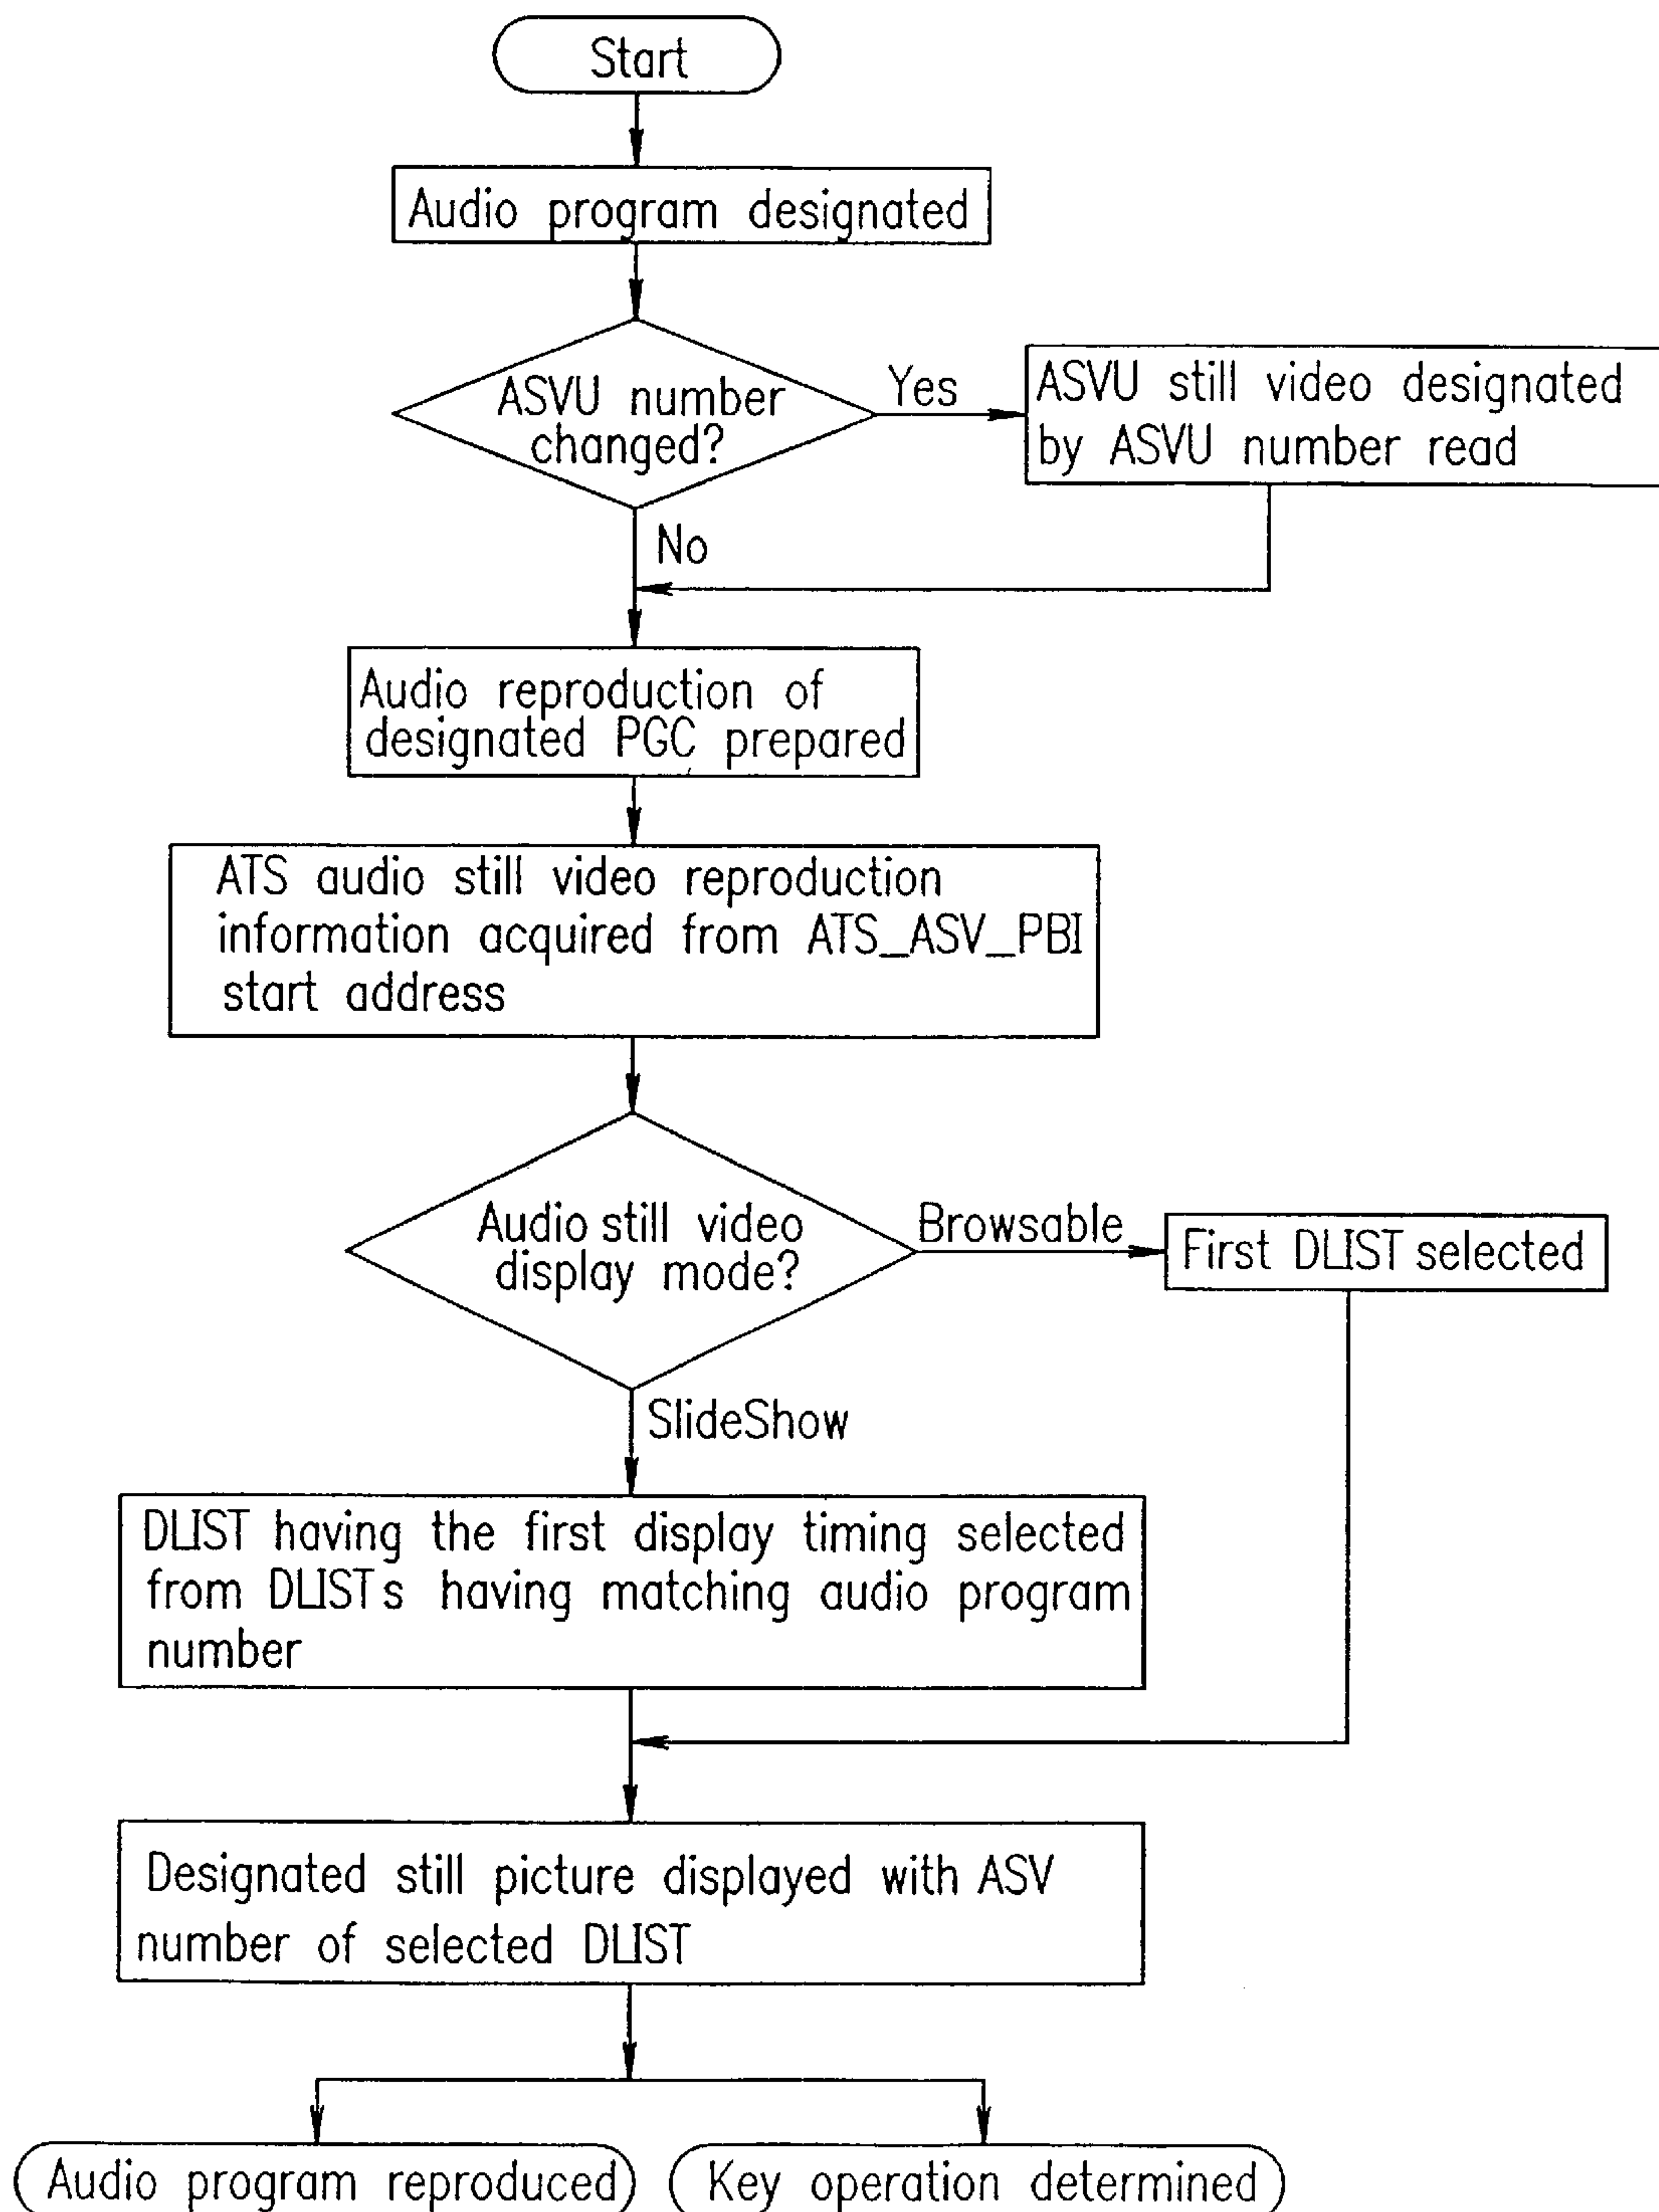 Start
Audio program designated
ASVU number
changed?
Yes
ASVU still video designated
by ASVU number read
No
Audio reproduction of
designated PGC prepared
ATS audio still video reproduction
information acquired from ATS_ASV_PBI
start address
Audio still video
display mode?
Browsable
First DLIST selected
SlideShow
DLIST having the first display timing selected
from DLISTs having matching audio program
number
Designated still picture displayed with ASV
number of selected DLIST
Audio program reproduced
Key operation determined